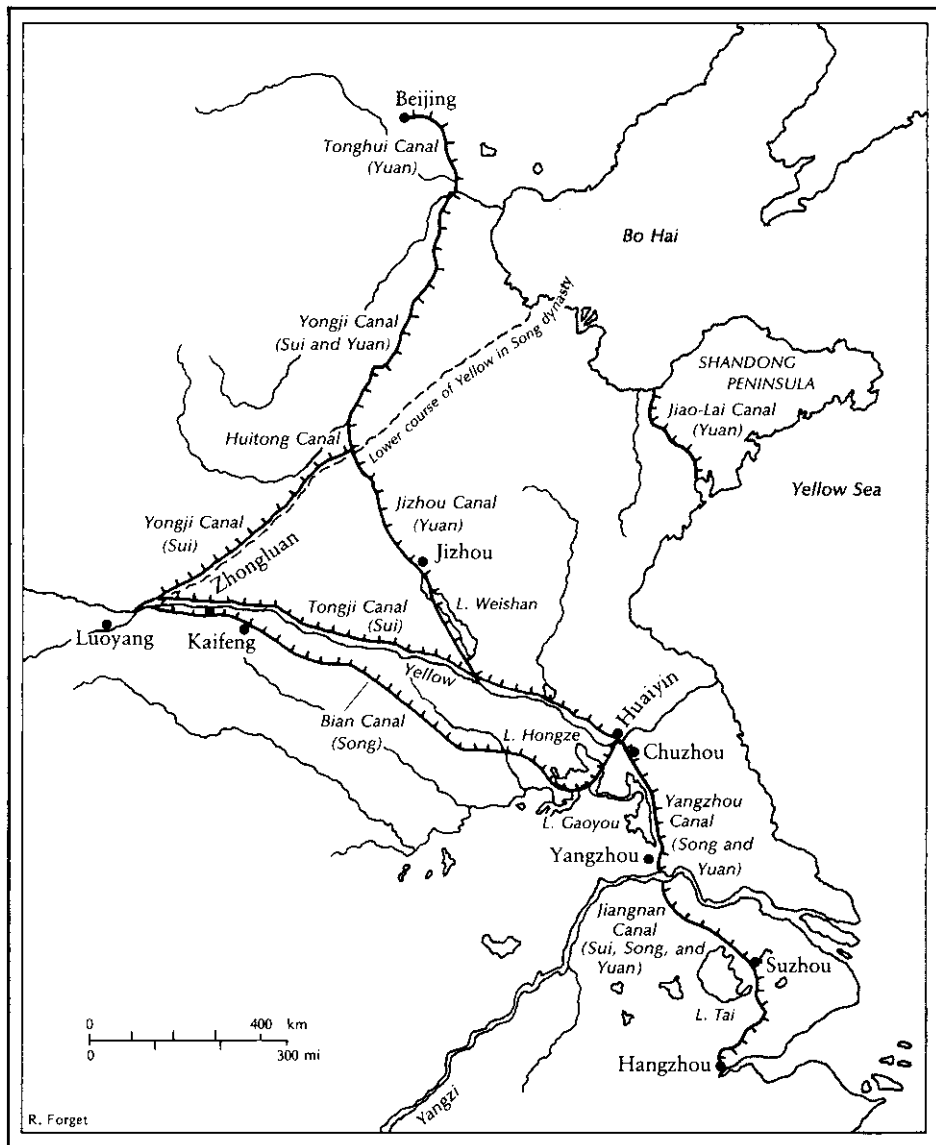 Beijing
Tonghui Canal
(Yuan)
Bo Hai
Yongji Canal
(Sui and Yuan)
Lower course of Yellow in Song dynasty
SHANDONG
PENINSULA
Jiao-Lai Canal
(Yuan)
Huitong Canal
Yellow Sea
Yongji Canal
(Sui)
Jizhou Canal
(Yuan)
Jizhou
Zhongluan
L. Weishan
Tongji Canal
(Sui)
Luoyang
Kaifeng
Yellow
Huaiyin
Bian Canal
(Song)
L. Hongze
Chuzhou
L. Gaoyou
Yangzhou
Canal
(Song and
Yuan)
Yangzhou
Jiangnan
Canal
(Sui, Song, and
Yuan)
Suzhou
L. Tai
0 400 km
0 300 mi
Hangzhou
Yangzi
R. Forget